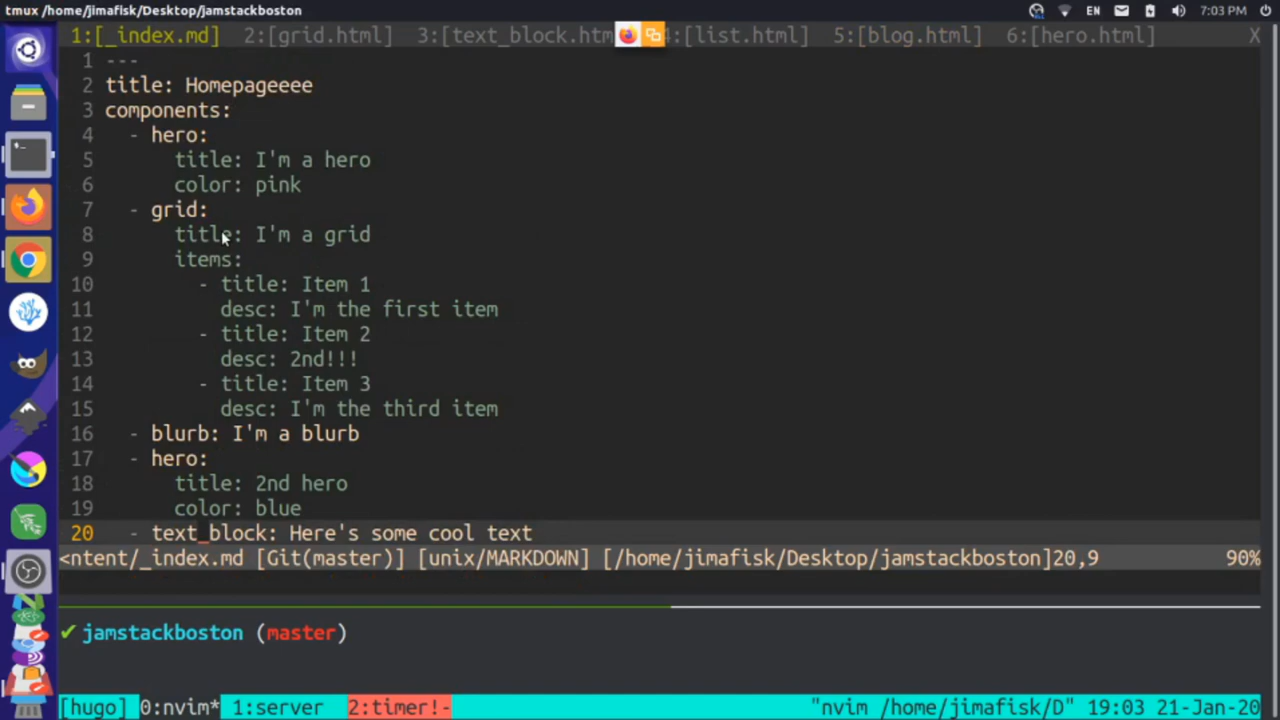 tmux /home/jimafisk/Desktop/jamstackboston EN 7:03 PM
1:[_index.md] 2:[grid.html] 3:[text_block.htm 4:[list.html] 5:[blog.html] 6:[hero.html] X
1 ---
2 title: Homepageeee
3 components:
4 - hero:
5 title: I'm a hero
6 color: pink
7 - grid:
8 title: I'm a grid
9 items:
10 - title: Item 1
11 desc: I'm the first item
12 - title: Item 2
13 desc: 2nd!!!
14 - title: Item 3
15 desc: I'm the third item
16 - blurb: I'm a blurb
17 - hero:
18 title: 2nd hero
19 color: blue
20 - text_block: Here's some cool text
<ntent/_index.md [Git(master)] [unix/MARKDOWN] [/home/jimafisk/Desktop/jamstackboston]20,9 90%
✔ jamstackboston (master)
[hugo] 0:nvim* 1:server 2:timer!- "nvim /home/jimafisk/D" 19:03 21-Jan-20